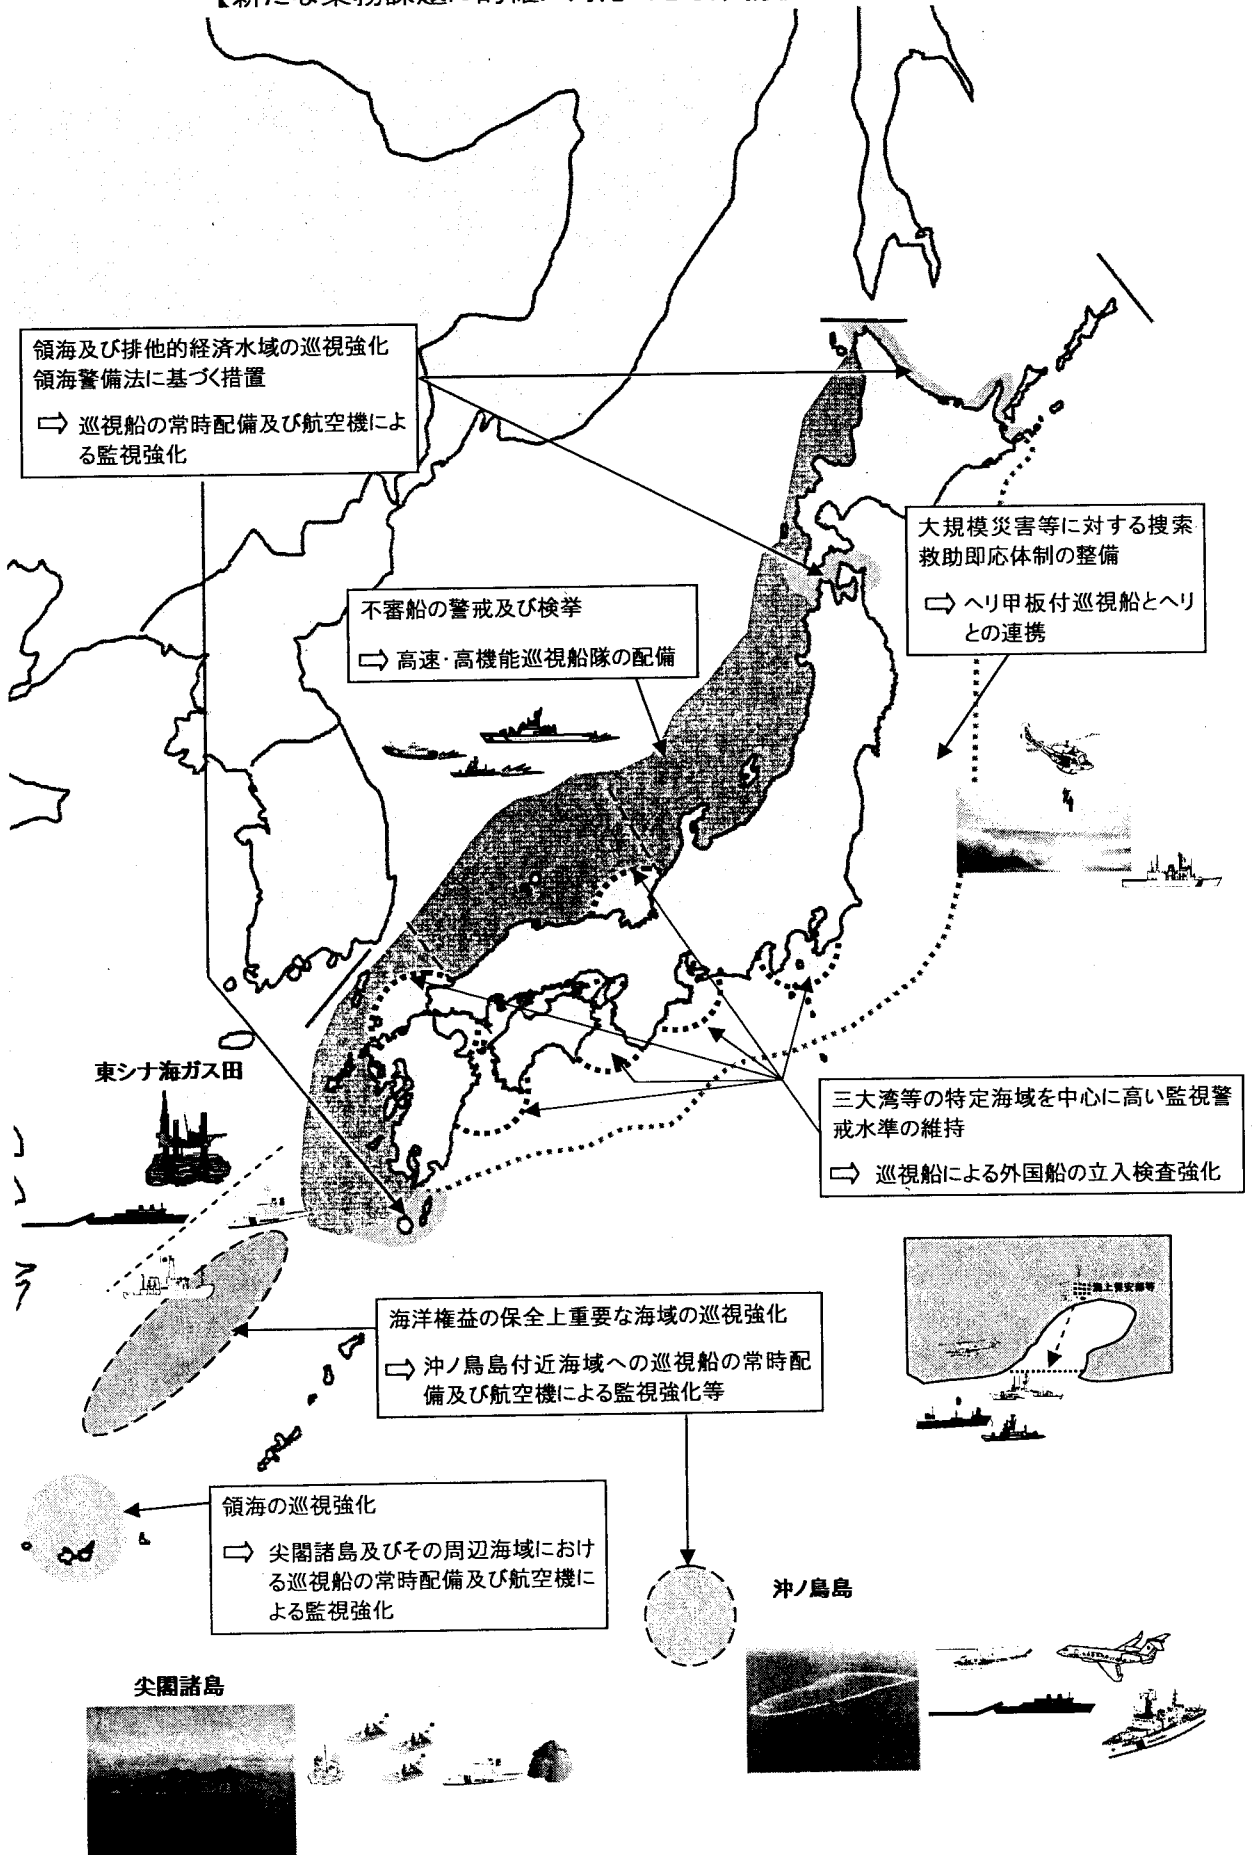 領海及び排他的経済水域の巡視強化
領海警備法に基づく措置
⇨ 巡視船の常時配備及び航空機によ
る監視強化
大規模災害等に対する捜索
救助即応体制の整備
⇨ ヘリ甲板付巡視船とヘリ
との連携
不審船の警戒及び検挙
⇨ 高速・高機能巡視船隊の配備
東シナ海ガス田
三大湾等の特定海域を中心に高い監視警
戒水準の維持
⇨ 巡視船による外国船の立入検査強化
海上保安部等
海洋権益の保全上重要な海域の巡視強化
⇨ 沖ノ鳥島付近海域への巡視船の常時配
備及び航空機による監視強化等
領海の巡視強化
⇨ 尖閣諸島及びその周辺海域におけ
る巡視船の常時配備及び航空機に
よる監視強化
沖ノ鳥島
尖閣諸島